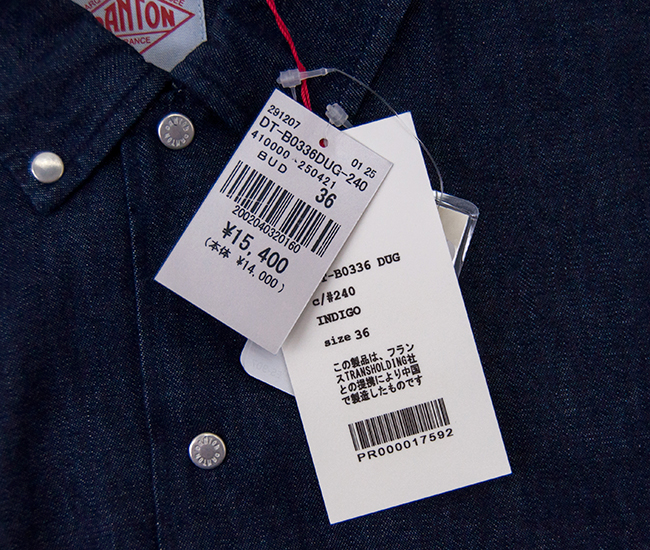 DANTON
FRANCE
291207
DT-B0336DUG-240
410000 -250421
01 25
BUD
36
2002040320160
¥15,400
(本体 ¥14,000)
-B0336 DUG
c/#240
INDIGO
size 36
この製品は、フラン
スTRANSHOLDING社
との提携により中国
で製造したものです
PR000017592